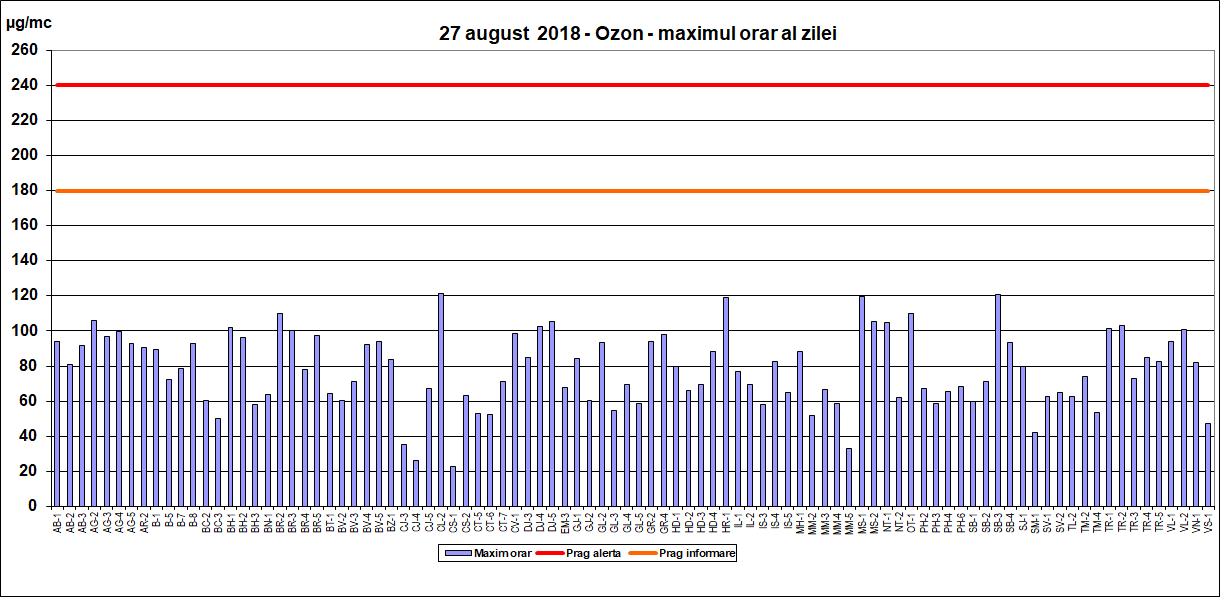 µg/mc
27 august 2018 - Ozon - maximul orar al zilei
260
240
220
200
180
160
140
120
100
80
60
40
20
0
AB-1
AB-2
AB-3
AG-2
AG-3
AG-4
AG-5
AR-2
B-1
B-5
B-7
B-8
BC-2
BC-3
BH-1
BH-2
BH-3
BN-1
BR-2
BR-3
BR-4
BR-5
BT-1
BV-2
BV-3
BV-4
BV-5
BZ-1
CJ-3
CJ-4
CJ-5
CL-2
CS-1
CS-2
CT-5
CT-6
CT-7
CV-1
DJ-3
DJ-4
DJ-5
EM-3
GJ-1
GJ-2
GL-2
GL-3
GL-4
GL-5
GR-2
GR-4
HD-1
HD-2
HD-3
HD-4
HR-1
IL-1
IL-2
IS-3
IS-4
IS-5
MH-1
MM-2
MM-3
MM-4
MM-5
MS-1
MS-2
NT-1
NT-2
OT-1
PH-2
PH-3
PH-4
PH-6
SB-1
SB-2
SB-3
SB-4
SJ-1
SM-1
SV-1
SV-2
TL-2
TM-2
TM-4
TR-1
TR-2
TR-3
TR-4
TR-5
VL-1
VL-2
VN-1
VS-1
Maxim orar Prag alerta Prag informare